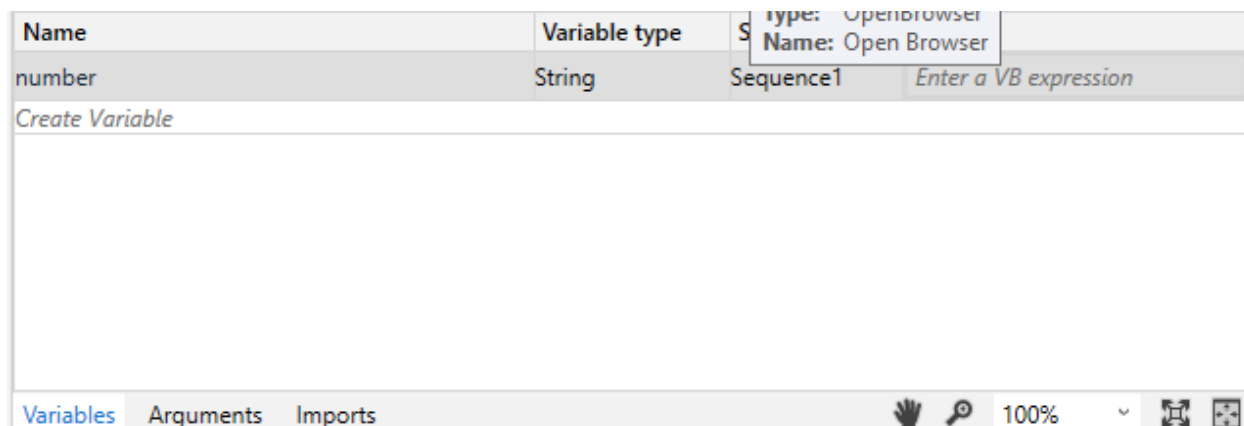 Type: OpenBrowser
Name Variable type S Name: Open Browser
number String Sequence1 Enter a VB expression
Create Variable
Variables Arguments Imports 100%